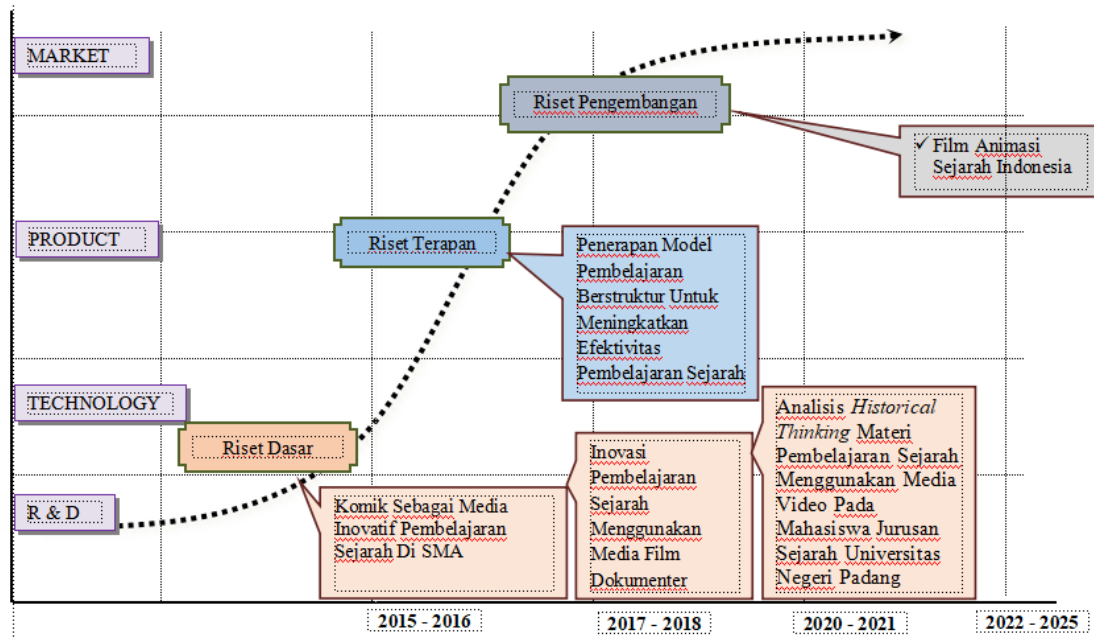 MARKET
Riset Pengembangan
✓ Film Animasi
Sejarah Indonesia
PRODUCT
Riset Terapan
Penerapan Model
Pembelajaran
Berstruktur Untuk
Meningkatkan
Efektivitas
Pembelajaran Sejarah
TECHNOLOGY
Riset Dasar
R & D
Komik Sebagai Media
Inovatif Pembelajaran
Sejarah Di SMA
Inovasi
Pembelajaran
Sejarah
Menggunakan
Media Film
Dokumenter
Analisis Historical
Thinking Materi
Pembelajaran Sejarah
Menggunakan Media
Video Pada
Mahasiswa Jurusan
Sejarah Universitas
Negeri Padang
2015 - 2016
2017 - 2018
2020 - 2021
2022 - 2025